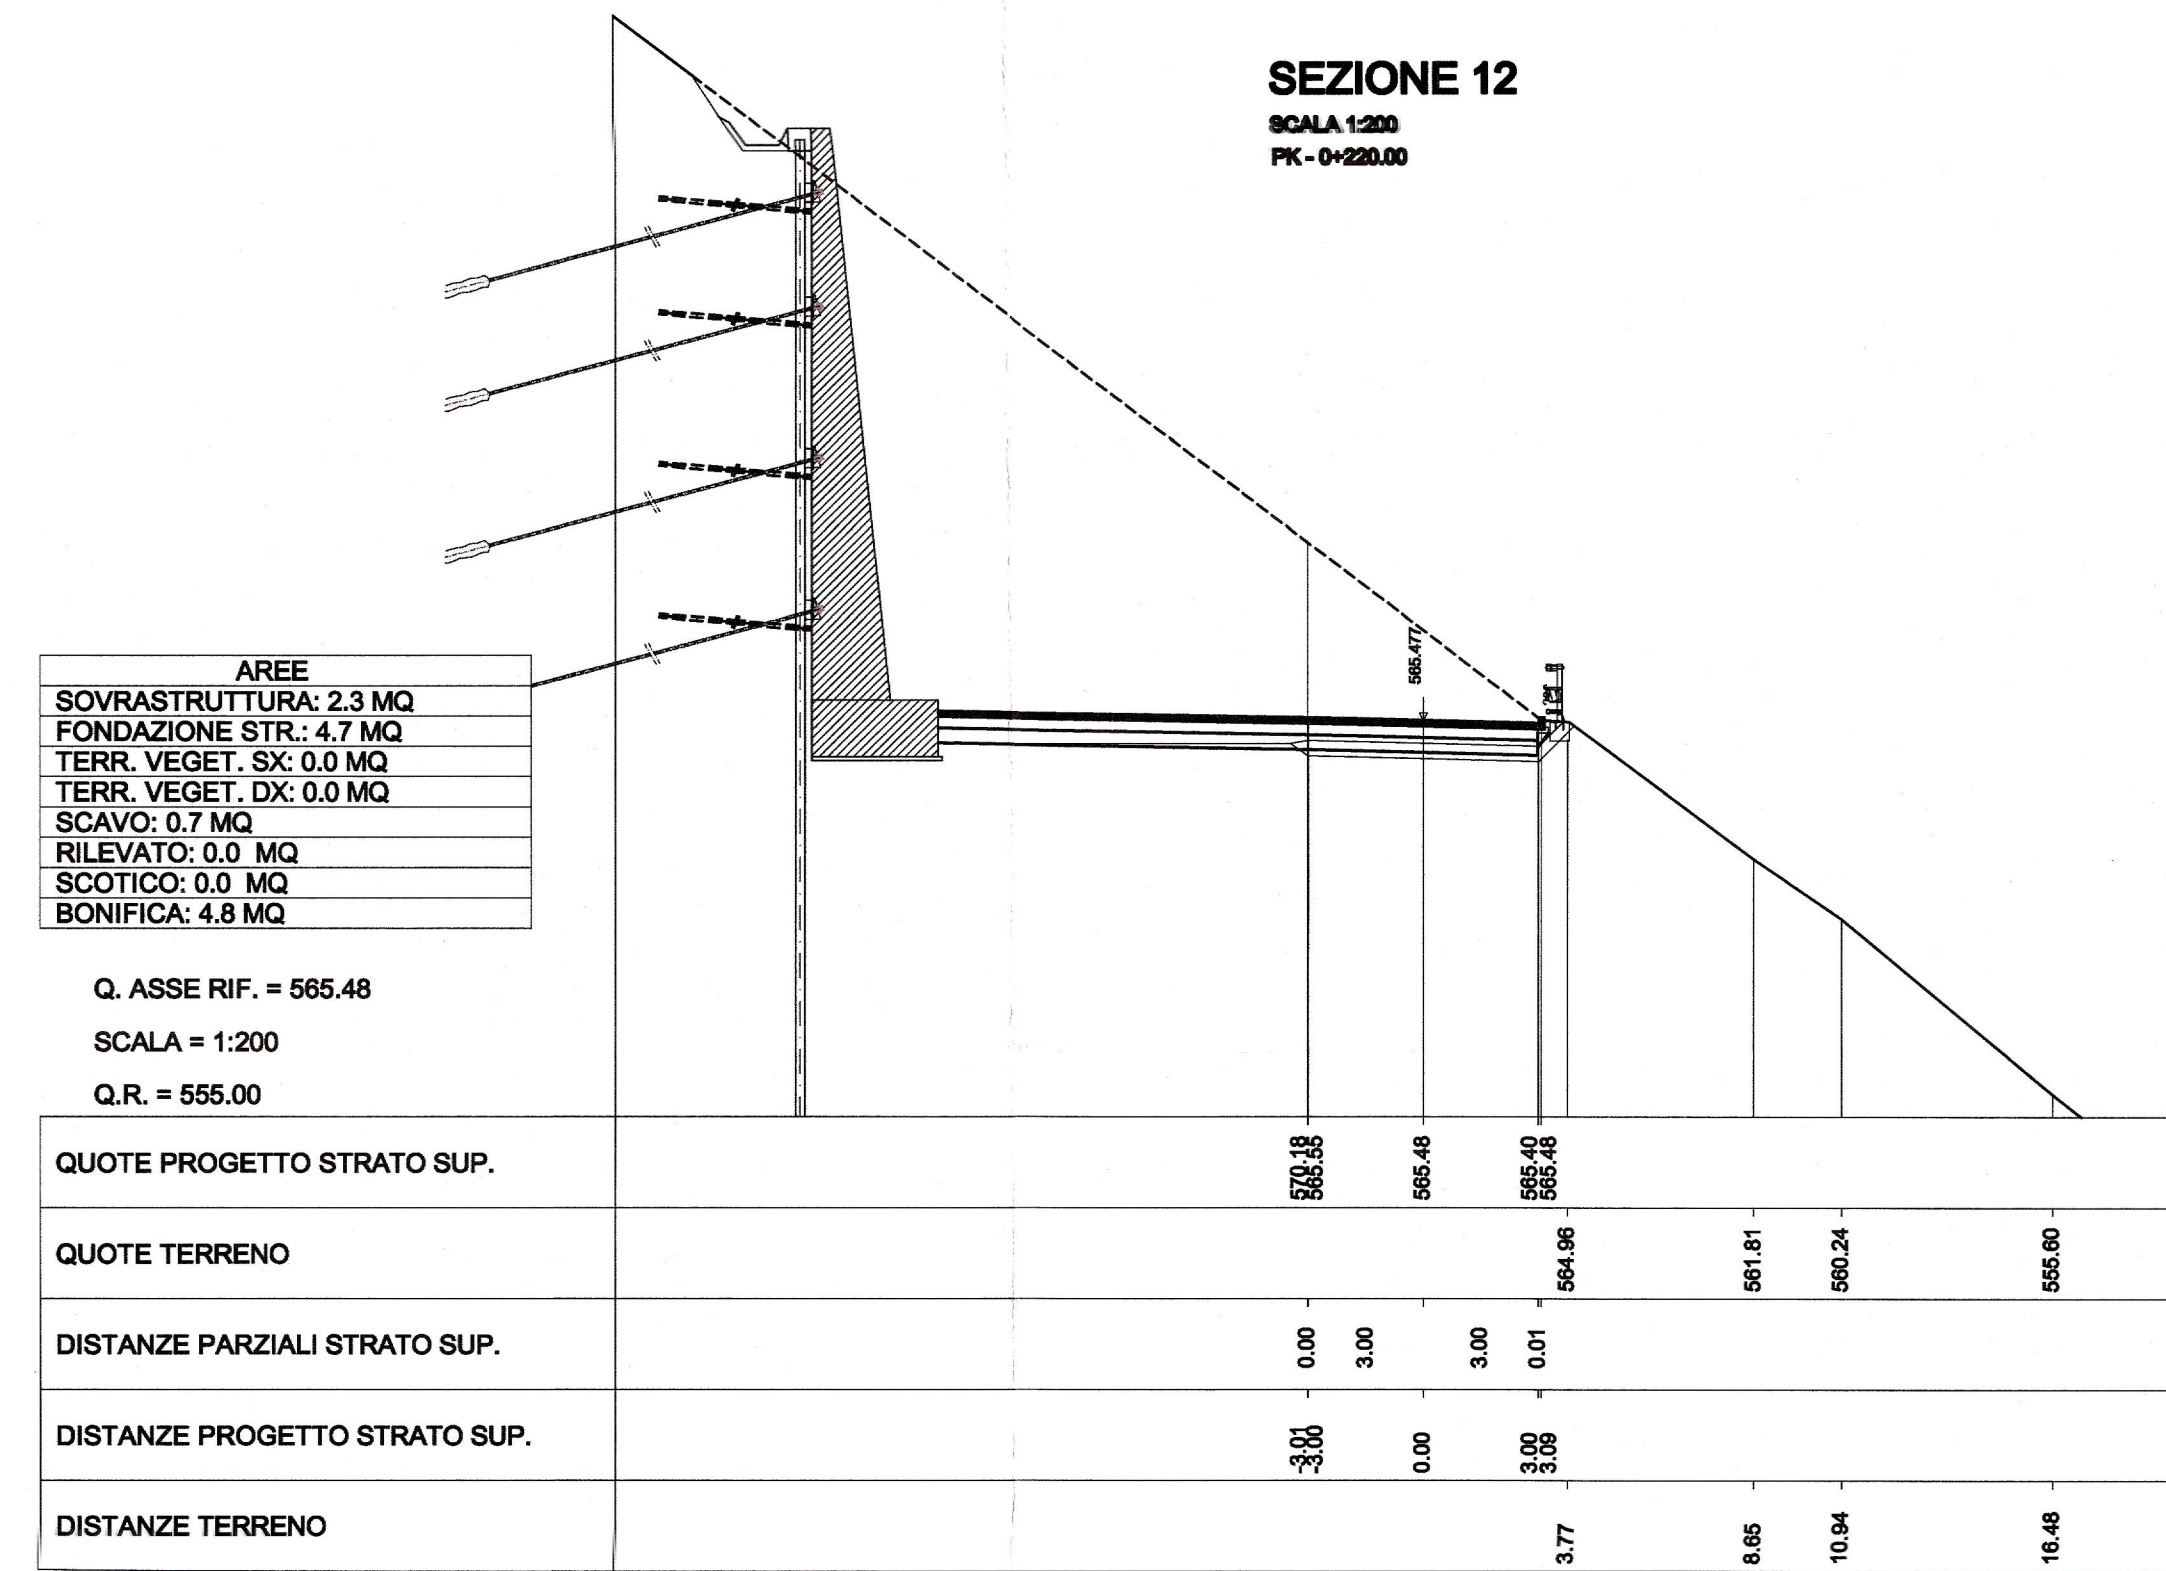 SEZIONE 12
SCALA 1:200
PK - 0+220.00
565.477
AREE
SOVRASTRUTTURA: 2.3 MQ
FONDAZIONE STR.: 4.7 MQ
TERR. VEGET. SX: 0.0 MQ
TERR. VEGET. DX: 0.0 MQ
SCAVO: 0.7 MQ
RILEVATO: 0.0 MQ
SCOTICO: 0.0 MQ
BONIFICA: 4.8 MQ
Q. ASSE RIF. = 565.48
SCALA = 1:200
Q.R. = 555.00
QUOTE PROGETTO STRATO SUP. 570.18 565.55 565.48 565.40 565.48
QUOTE TERRENO 564.96 561.81 560.24 555.60
DISTANZE PARZIALI STRATO SUP. 0.00 3.00 3.00 0.01
DISTANZE PROGETTO STRATO SUP. -3.01 -3.00 0.00 3.00 3.09
DISTANZE TERRENO 3.77 8.65 10.94 16.48